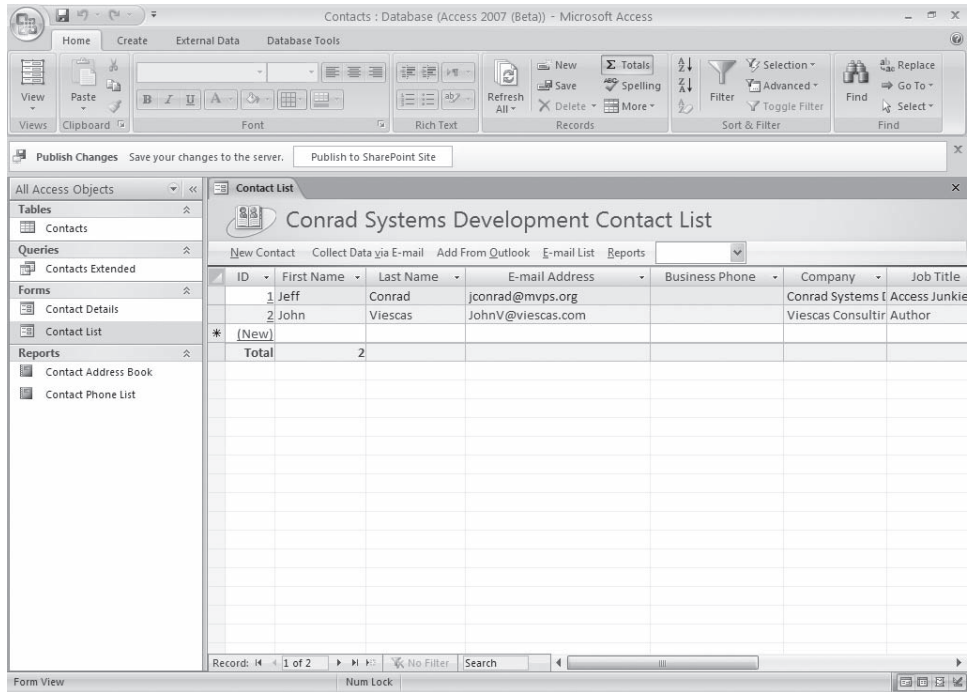 Contacts : Database (Access 2007 (Beta)) - Microsoft Access
Home Create External Data Database Tools
View Paste B I U A Refresh All New Save Delete Σ Totals Spelling More Filter Selection Advanced Toggle Filter Find Replace Go To Select
Views Clipboard Font Rich Text Records Sort & Filter Find
Publish Changes Save your changes to the server. Publish to SharePoint Site
All Access Objects
Tables
Contacts
Queries
Contacts Extended
Forms
Contact Details
Contact List
Reports
Contact Address Book
Contact Phone List
Contact List
Conrad Systems Development Contact List
New Contact Collect Data via E-mail Add From Outlook E-mail List Reports
ID First Name Last Name E-mail Address Business Phone Company Job Title
1 Jeff Conrad jconrad@mvps.org Conrad Systems D Access Junkie
2 John Viescas JohnV@viescas.com Viescas Consultin Author
(New)
Total 2
Record: 1 of 2 No Filter Search
Form View Num Lock